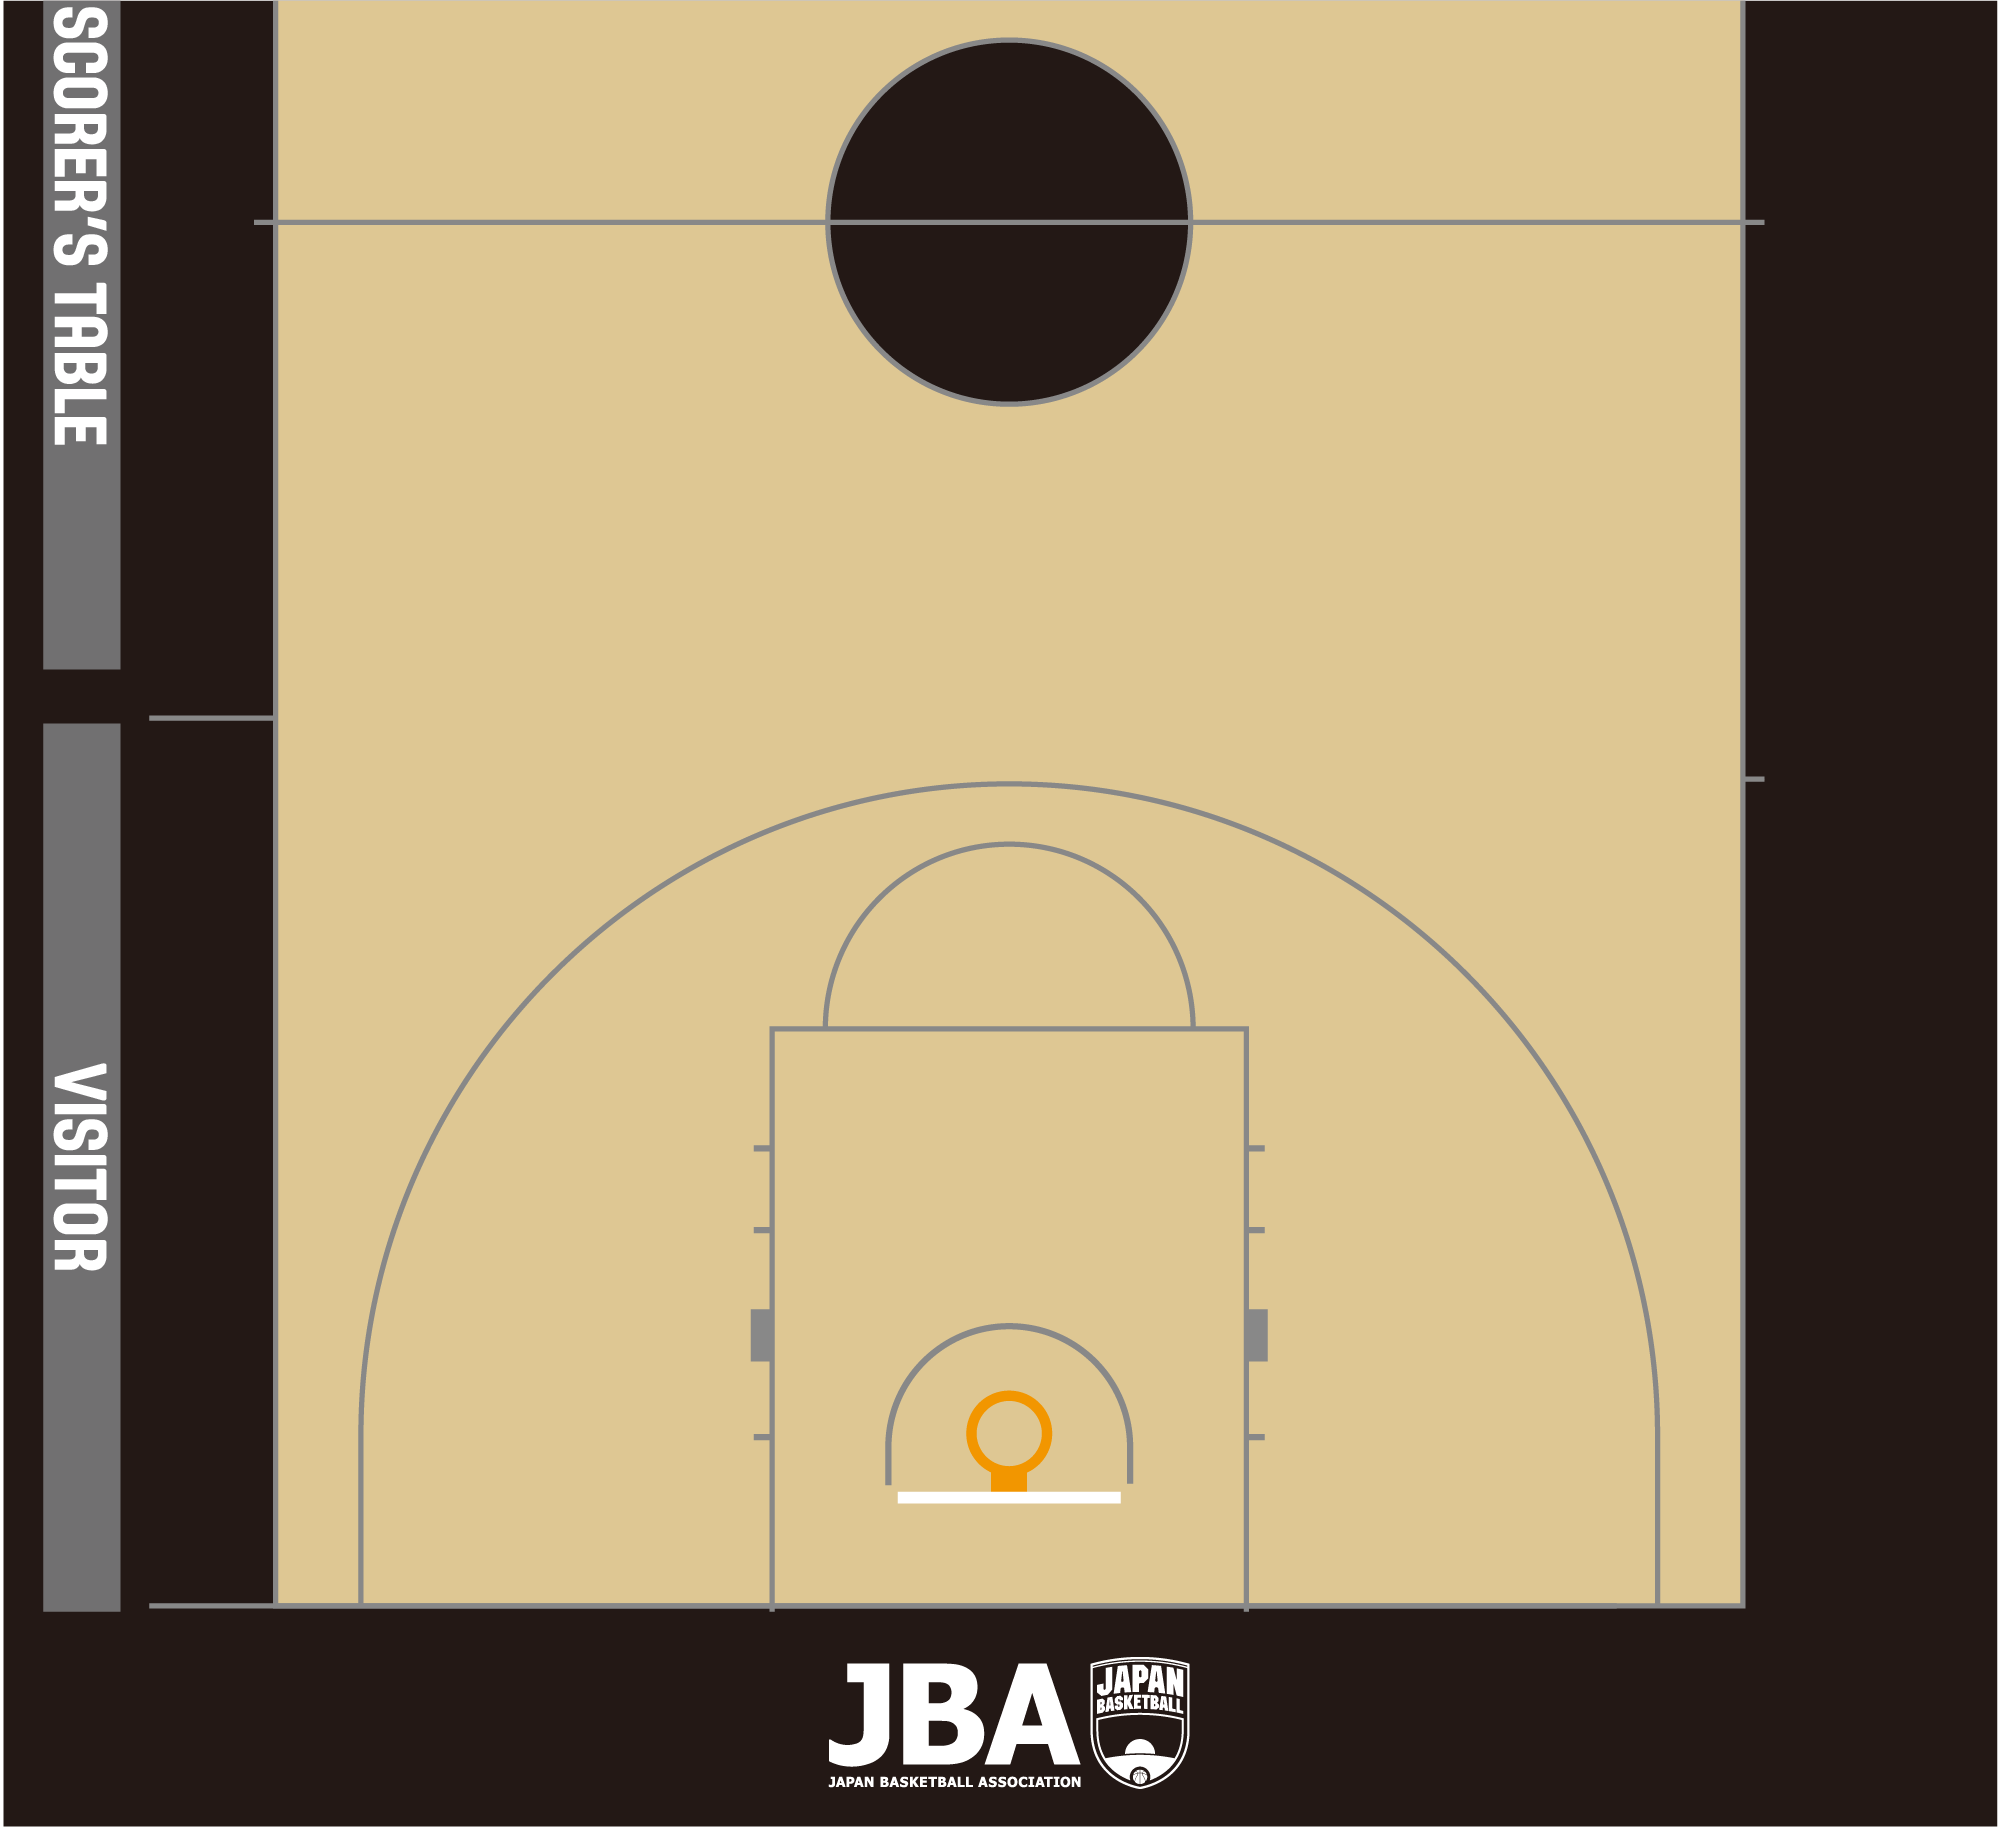 SCORER'S TABLE
VISITOR
JBA
JAPAN BASKETBALL ASSOCIATION
JAPAN
BASKETBALL